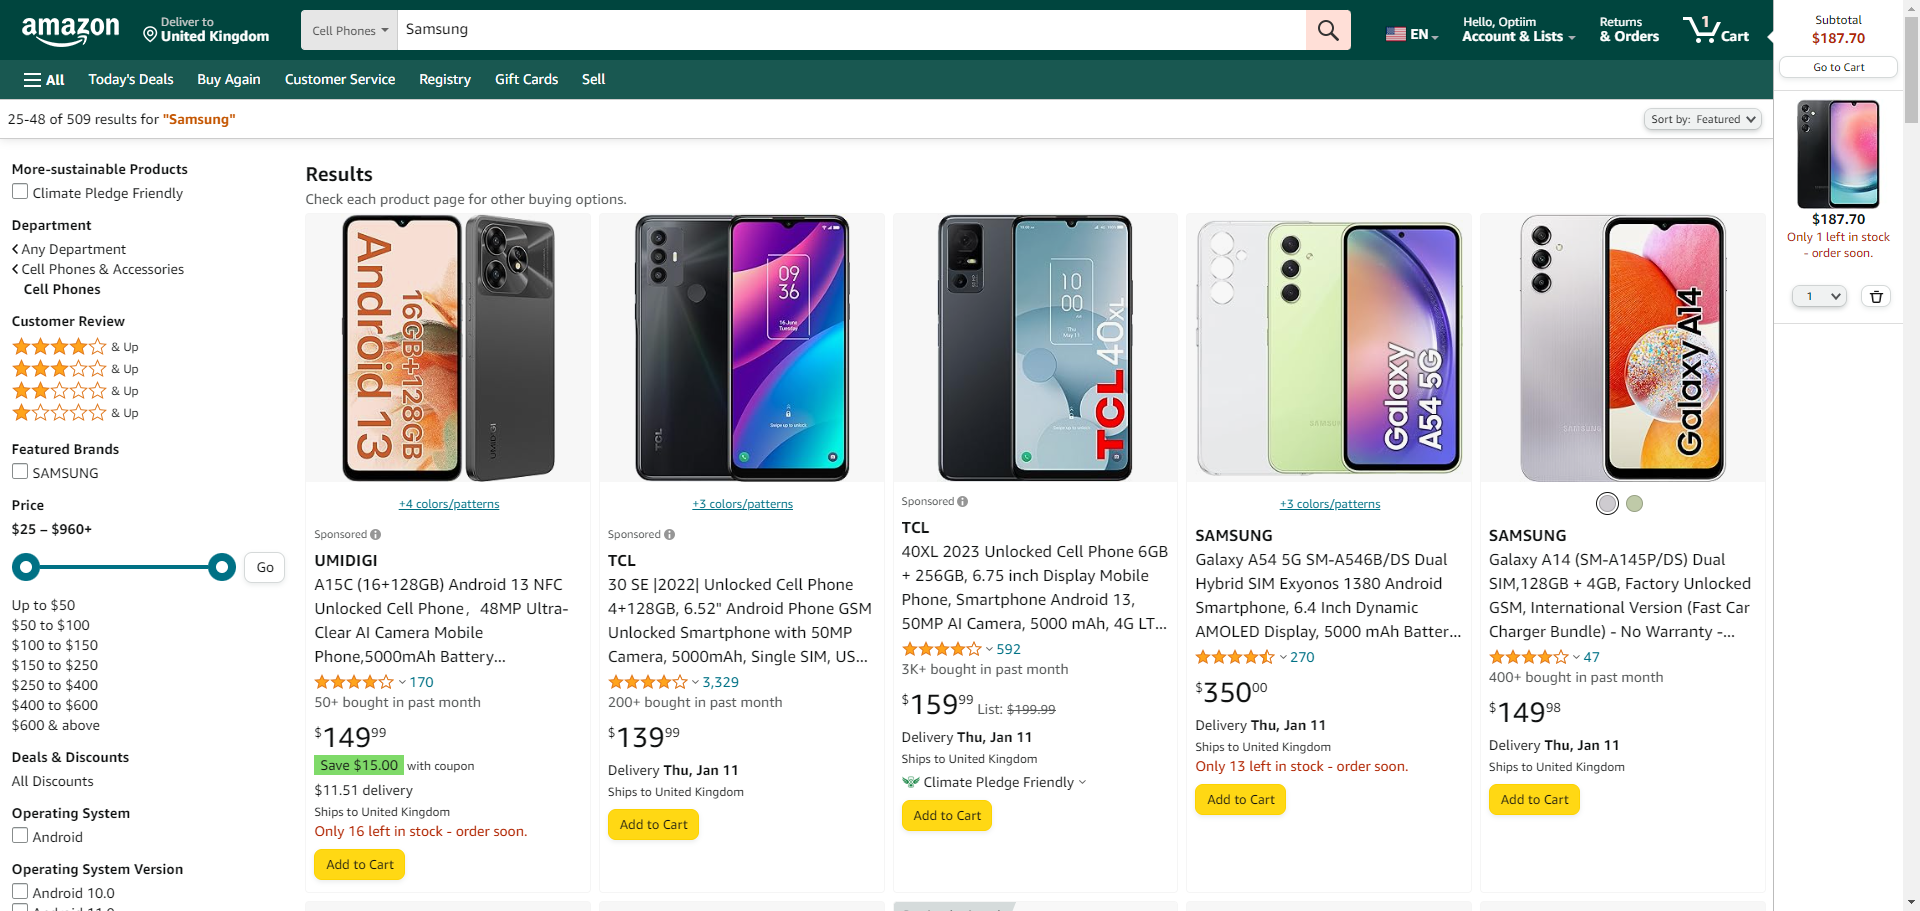 amazon
Deliver to
United Kingdom
Cell Phones
Samsung
EN
Hello, Optiim
Account & Lists
Returns
& Orders
1
Cart
Subtotal
$187.70
Go to Cart
All
Today's Deals
Buy Again
Customer Service
Registry
Gift Cards
Sell
25-48 of 509 results for "Samsung"
Sort by: Featured
$187.70
Only 1 left in stock
- order soon.
1
More-sustainable Products
Climate Pledge Friendly
Department
Any Department
Cell Phones & Accessories
Cell Phones
Customer Review
& Up
& Up
& Up
& Up
Featured Brands
SAMSUNG
Price
$25 – $960+
Go
Up to $50
$50 to $100
$100 to $150
$150 to $250
$250 to $400
$400 to $600
$600 & above
Deals & Discounts
All Discounts
Operating System
Android
Operating System Version
Android 10.0
Android 11.0
Results
Check each product page for other buying options.
Android 13
16GB+128GB
UMIDIGI
+4 colors/patterns
Sponsored
UMIDIGI
A15C (16+128GB) Android 13 NFC
Unlocked Cell Phone，48MP Ultra-
Clear AI Camera Mobile
Phone,5000mAh Battery...
170
50+ bought in past month
$149.99
Save $15.00 with coupon
$11.51 delivery
Ships to United Kingdom
Only 16 left in stock - order soon.
Add to Cart
TCL
09
36
16,June
Tuesday
Swipe up to unlock
+3 colors/patterns
Sponsored
TCL
30 SE |2022| Unlocked Cell Phone
4+128GB, 6.52" Android Phone GSM
Unlocked Smartphone with 50MP
Camera, 5000mAh, Single SIM, US...
3,329
200+ bought in past month
$139.99
Delivery Thu, Jan 11
Ships to United Kingdom
Add to Cart
10
00
Thu
May 11
TCL 40XL
Sponsored
TCL
40XL 2023 Unlocked Cell Phone 6GB
+ 256GB, 6.75 inch Display Mobile
Phone, Smartphone Android 13,
50MP AI Camera, 5000 mAh, 4G LT...
592
3K+ bought in past month
$159.99 List: $199.99
Delivery Thu, Jan 11
Ships to United Kingdom
Climate Pledge Friendly
Add to Cart
SAMSUNG
Galaxy
A54 5G
+3 colors/patterns
SAMSUNG
Galaxy A54 5G SM-A546B/DS Dual
Hybrid SIM Exyonos 1380 Android
Smartphone, 6.4 Inch Dynamic
AMOLED Display, 5000 mAh Batter...
270
$350.00
Delivery Thu, Jan 11
Ships to United Kingdom
Only 13 left in stock - order soon.
Add to Cart
SAMSUNG
Galaxy A14
SAMSUNG
Galaxy A14 (SM-A145P/DS) Dual
SIM,128GB + 4GB, Factory Unlocked
GSM, International Version (Fast Car
Charger Bundle) - No Warranty -...
47
400+ bought in past month
$149.98
Delivery Thu, Jan 11
Ships to United Kingdom
Add to Cart